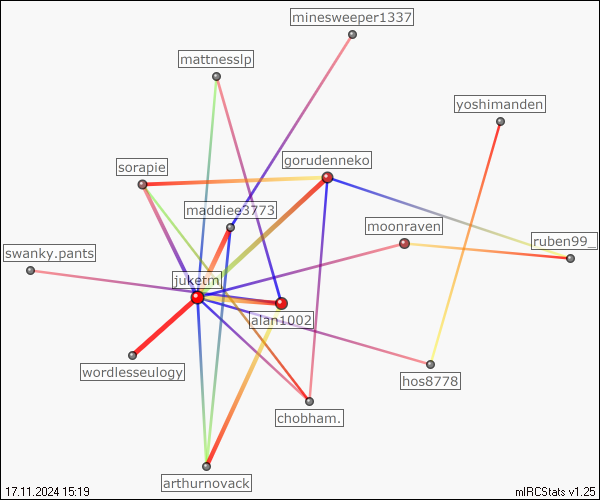 minesweeper1337
mattnesslp
yoshimanden
gorudenneko
sorapie
maddiee3773
moonraven
ruben99_
swanky.pants
juketm
alan1002
wordlesseulogy
hos8778
chobham.
arthurnovack
17.11.2024 15:19
mIRCStats v1.25